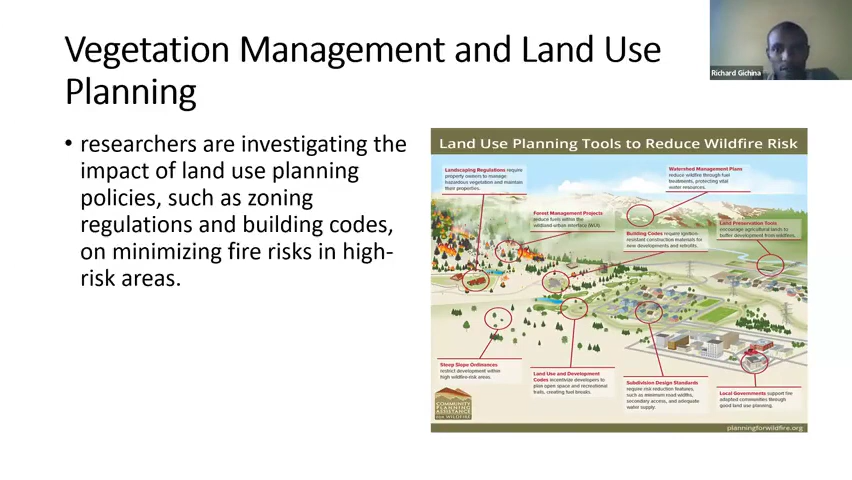 Vegetation Management and Land Use
Planning
Richard Gichina
• researchers are investigating the
impact of land use planning
policies, such as zoning
regulations and building codes,
on minimizing fire risks in high-
risk areas.
Land Use Planning Tools to Reduce Wildfire Risk
Landscaping Regulations require
property owners to manage
hazardous vegetation and maintain
their properties.
Watershed Management Plans
reduce wildfire through fuel
treatments, protecting vital
water resources.
Forest Management Projects
reduce fuels within the
wildland urban interface (WUI)
Building Codes require ignition-
resistant construction materials for
new developments and retrofits.
Land Preservation Tools
encourage agricultural lands to
buffer development from wildfires.
Steep Slope Ordinances
restrict development within
high wildfire-risk areas.
Land Use and Development
Codes incentivize developers to
plan open space and recreational
trails, creating fuel breaks.
Subdivision Design Standards
require risk reduction features,
such as minimum road widths,
secondary access, and adequate
water supply.
Local Governments support fire
adapted communities through
good land use planning.
COMMUNITY
PLANNING
ASSISTANCE
FOR WILDFIRE
planningforwildfire.org